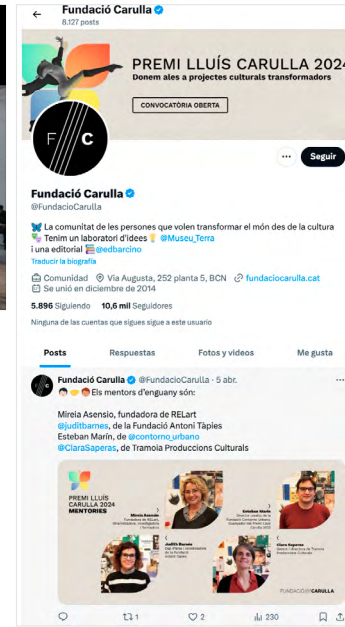 Fundació Carulla
8.127 posts
PREMI LLUÍS CARULLA 2024
Donem ales a projectes culturals transformadors
CONVOCATÒRIA OBERTA
F C
Seguir
Fundació Carulla
@FundacioCarulla
La comunitat de les persones que volen transformar el món des de la cultura
Tenim un laboratori d'idees @Museu_Terra
i una editorial @edbarcino
Traducir la biografía
Comunidad Via Augusta, 252 planta 5, BCN fundaciocarulla.cat
Se unió en diciembre de 2014
5.896 Siguiendo 10,6 mil Seguidores
Ninguna de las cuentas que sigues sigue a este usuario
Posts Respuestas Fotos y vídeos Me gusta
Fundació Carulla @FundacioCarulla · 5 abr.
Els mentors d'enguany són:
Mireia Asensio, fundadora de RELart
@juditbarnes, de la Fundació Antoni Tàpies
Esteban Marín, de @contorno_urbano
@ClaraSaperas, de Tramoia Produccions Culturals
PREMI LLUÍS
CARULLA 2024
MENTORIES
Mireia Asensio
Fundadora de RELart,
Esteban Marín
Judith Barnés
Clara Saperas
FUNDACIÓ CARULLA
1 2 230